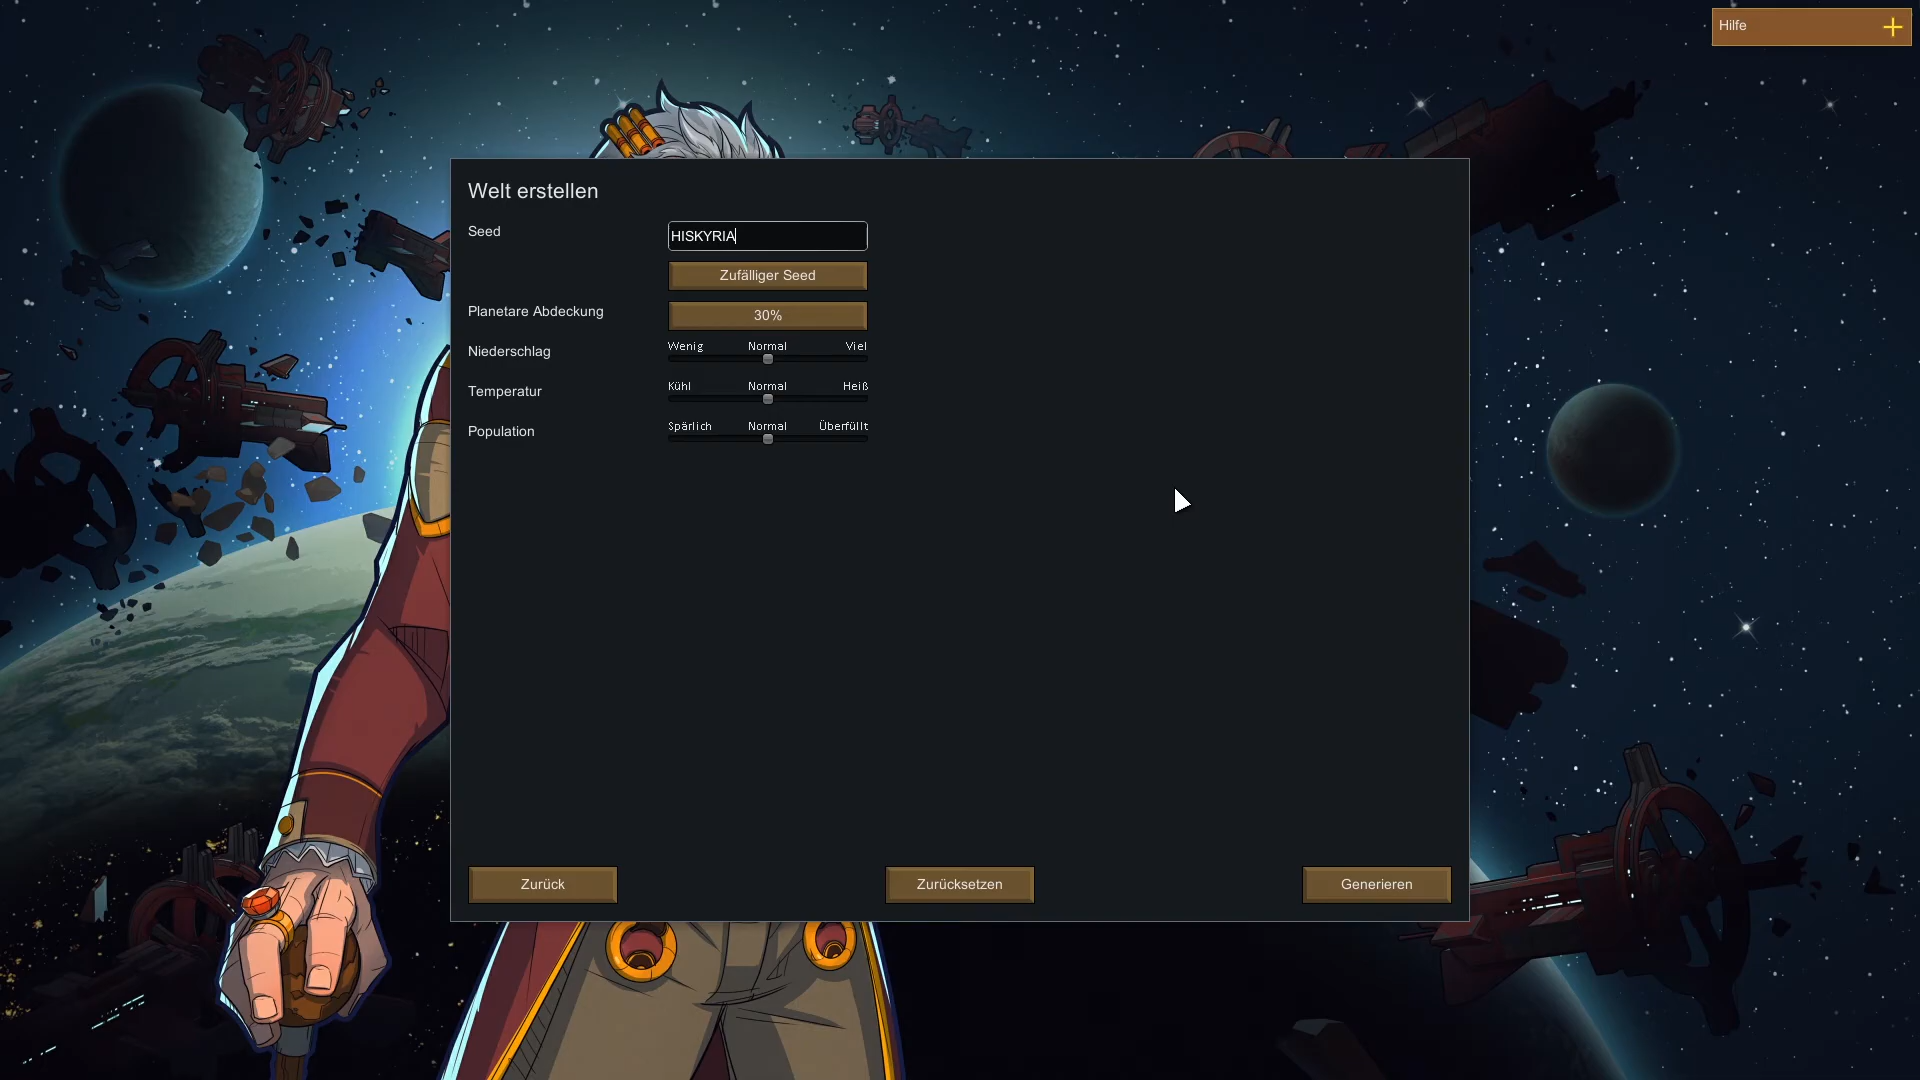 Hilfe
Welt erstellen
Seed
HISKYRIA
Zufälliger Seed
Planetare Abdeckung
30%
Niederschlag
Wenig Normal Viel
Temperatur
Kühl Normal Heiß
Population
Spärlich Normal Überfüllt
Zurück
Zurücksetzen
Generieren